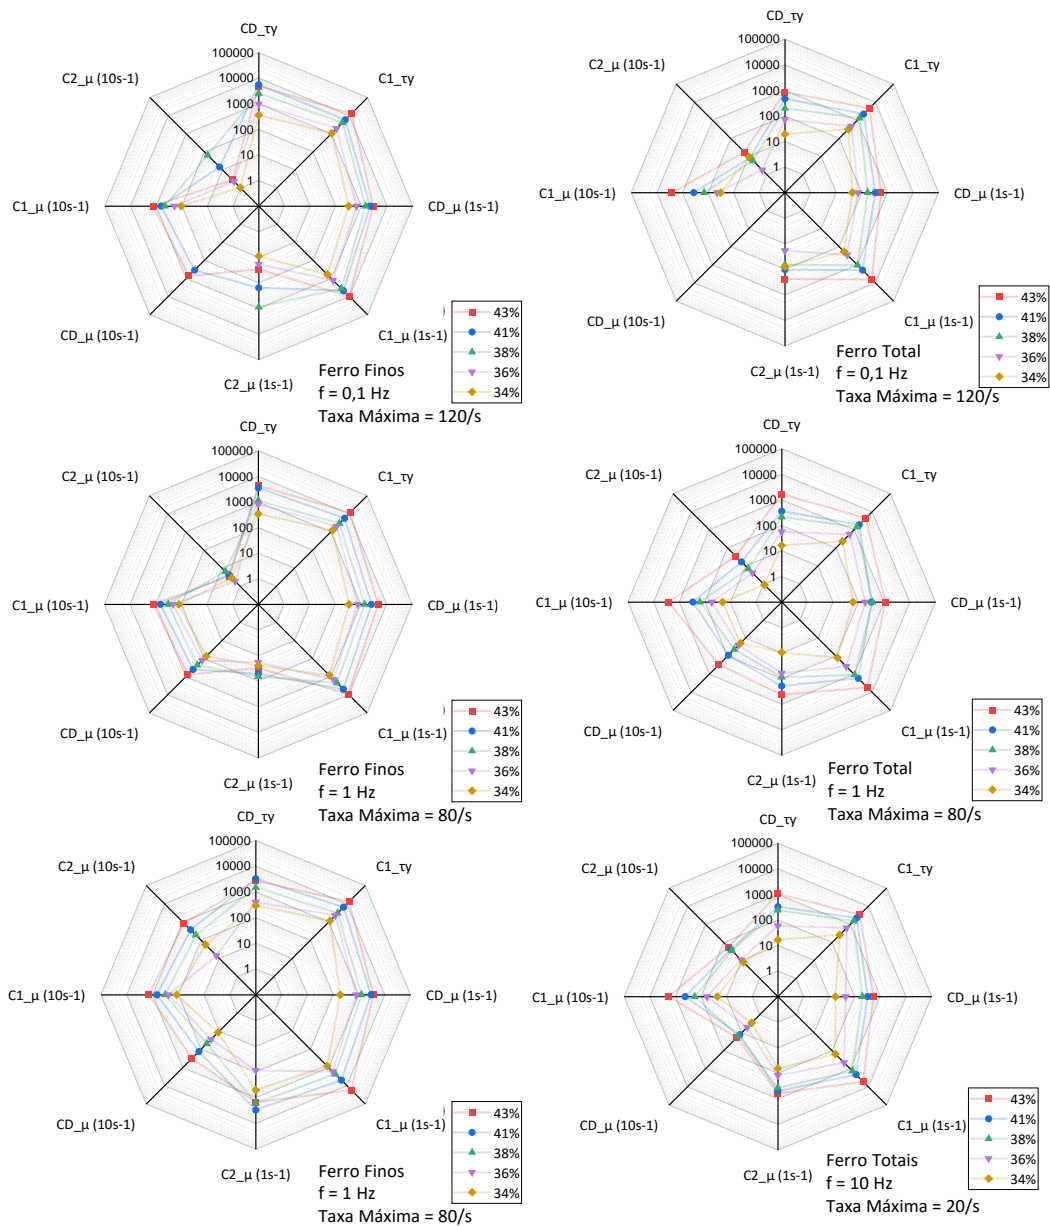 CD_τy
C1_τy
CD_μ (1s-1)
C1_μ (1s-1)
C2_μ (1s-1)
CD_μ (10s-1)
C1_μ (10s-1)
C2_μ (10s-1)
100000
10000
1000
100
10
1
43%
41%
38%
36%
34%
Ferro Finos
f = 0,1 Hz
Taxa Máxima = 120/s
CD_τy
C1_τy
CD_μ (1s-1)
C1_μ (1s-1)
C2_μ (1s-1)
CD_μ (10s-1)
C1_μ (10s-1)
C2_μ (10s-1)
100000
10000
1000
100
10
1
43%
41%
38%
36%
34%
Ferro Total
f = 0,1 Hz
Taxa Máxima = 120/s
CD_τy
C1_τy
CD_μ (1s-1)
C1_μ (1s-1)
C2_μ (1s-1)
CD_μ (10s-1)
C1_μ (10s-1)
C2_μ (10s-1)
100000
10000
1000
100
10
1
43%
41%
38%
36%
34%
Ferro Finos
f = 1 Hz
Taxa Máxima = 80/s
CD_τy
C1_τy
CD_μ (1s-1)
C1_μ (1s-1)
C2_μ (1s-1)
CD_μ (10s-1)
C1_μ (10s-1)
C2_μ (10s-1)
100000
10000
1000
100
10
1
43%
41%
38%
36%
34%
Ferro Total
f = 1 Hz
Taxa Máxima = 80/s
CD_τy
C1_τy
CD_μ (1s-1)
C1_μ (1s-1)
C2_μ (1s-1)
CD_μ (10s-1)
C1_μ (10s-1)
C2_μ (10s-1)
100000
10000
1000
100
10
1
43%
41%
38%
36%
34%
Ferro Finos
f = 1 Hz
Taxa Máxima = 80/s
CD_τy
C1_τy
CD_μ (1s-1)
C1_μ (1s-1)
C2_μ (1s-1)
CD_μ (10s-1)
C1_μ (10s-1)
C2_μ (10s-1)
100000
10000
1000
100
10
1
43%
41%
38%
36%
34%
Ferro Totais
f = 10 Hz
Taxa Máxima = 20/s